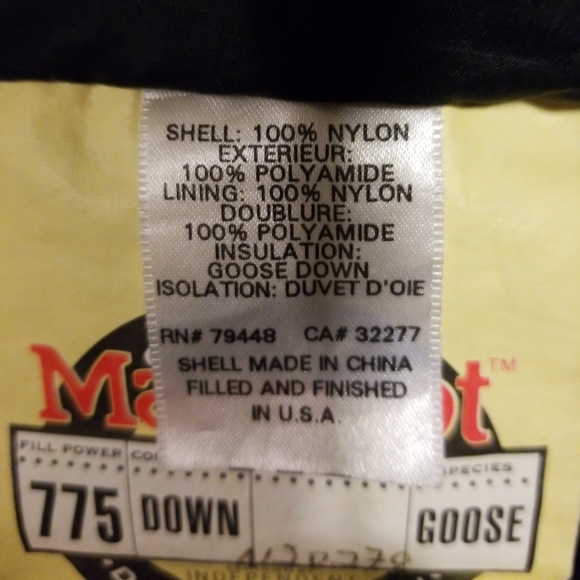 SHELL: 100% NYLON
EXTERIEUR:
100% POLYAMIDE
LINING: 100% NYLON
DOUBLURE:
100% POLYAMIDE
INSULATION:
GOOSE DOWN
ISOLATION: DUVET D'OIE
RN# 79448 CA# 32277
SHELL MADE IN CHINA
FILLED AND FINISHED
IN U.S.A.
TM
FILL POWER
775 DOWN GOOSE
INDEPENDENT